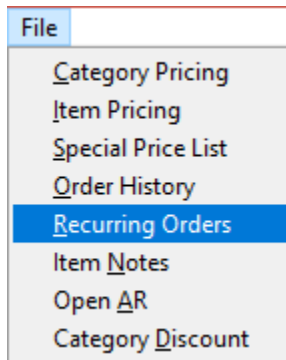 File
Category Pricing
Item Pricing
Special Price List
Order History
Recurring Orders
Item Notes
Open AR
Category Discount